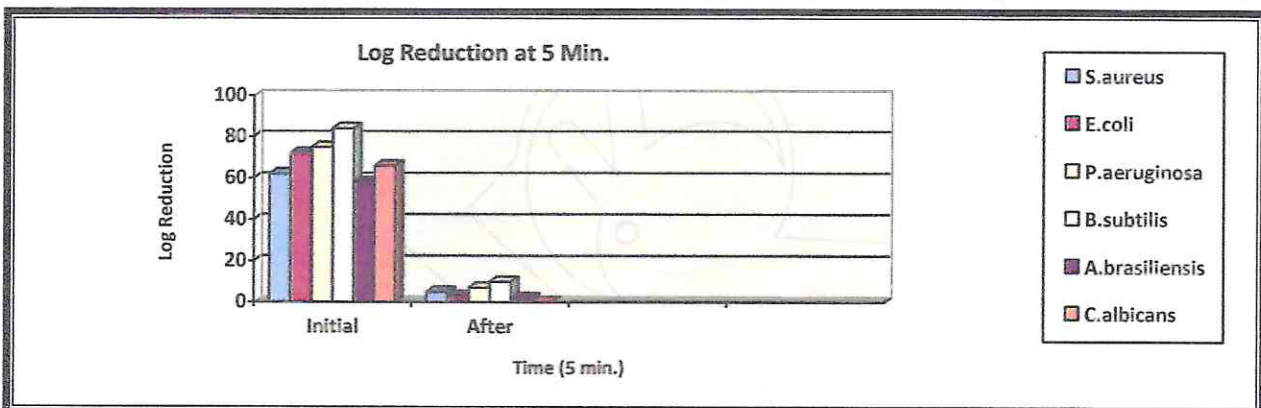 Log Reduction at 5 Min.
Log Reduction
100
80
60
40
20
0
Initial
After
Time (5 min.)
S.aureus
E.coli
P.aeruginosa
B.subtilis
A.brasiliensis
C.albicans